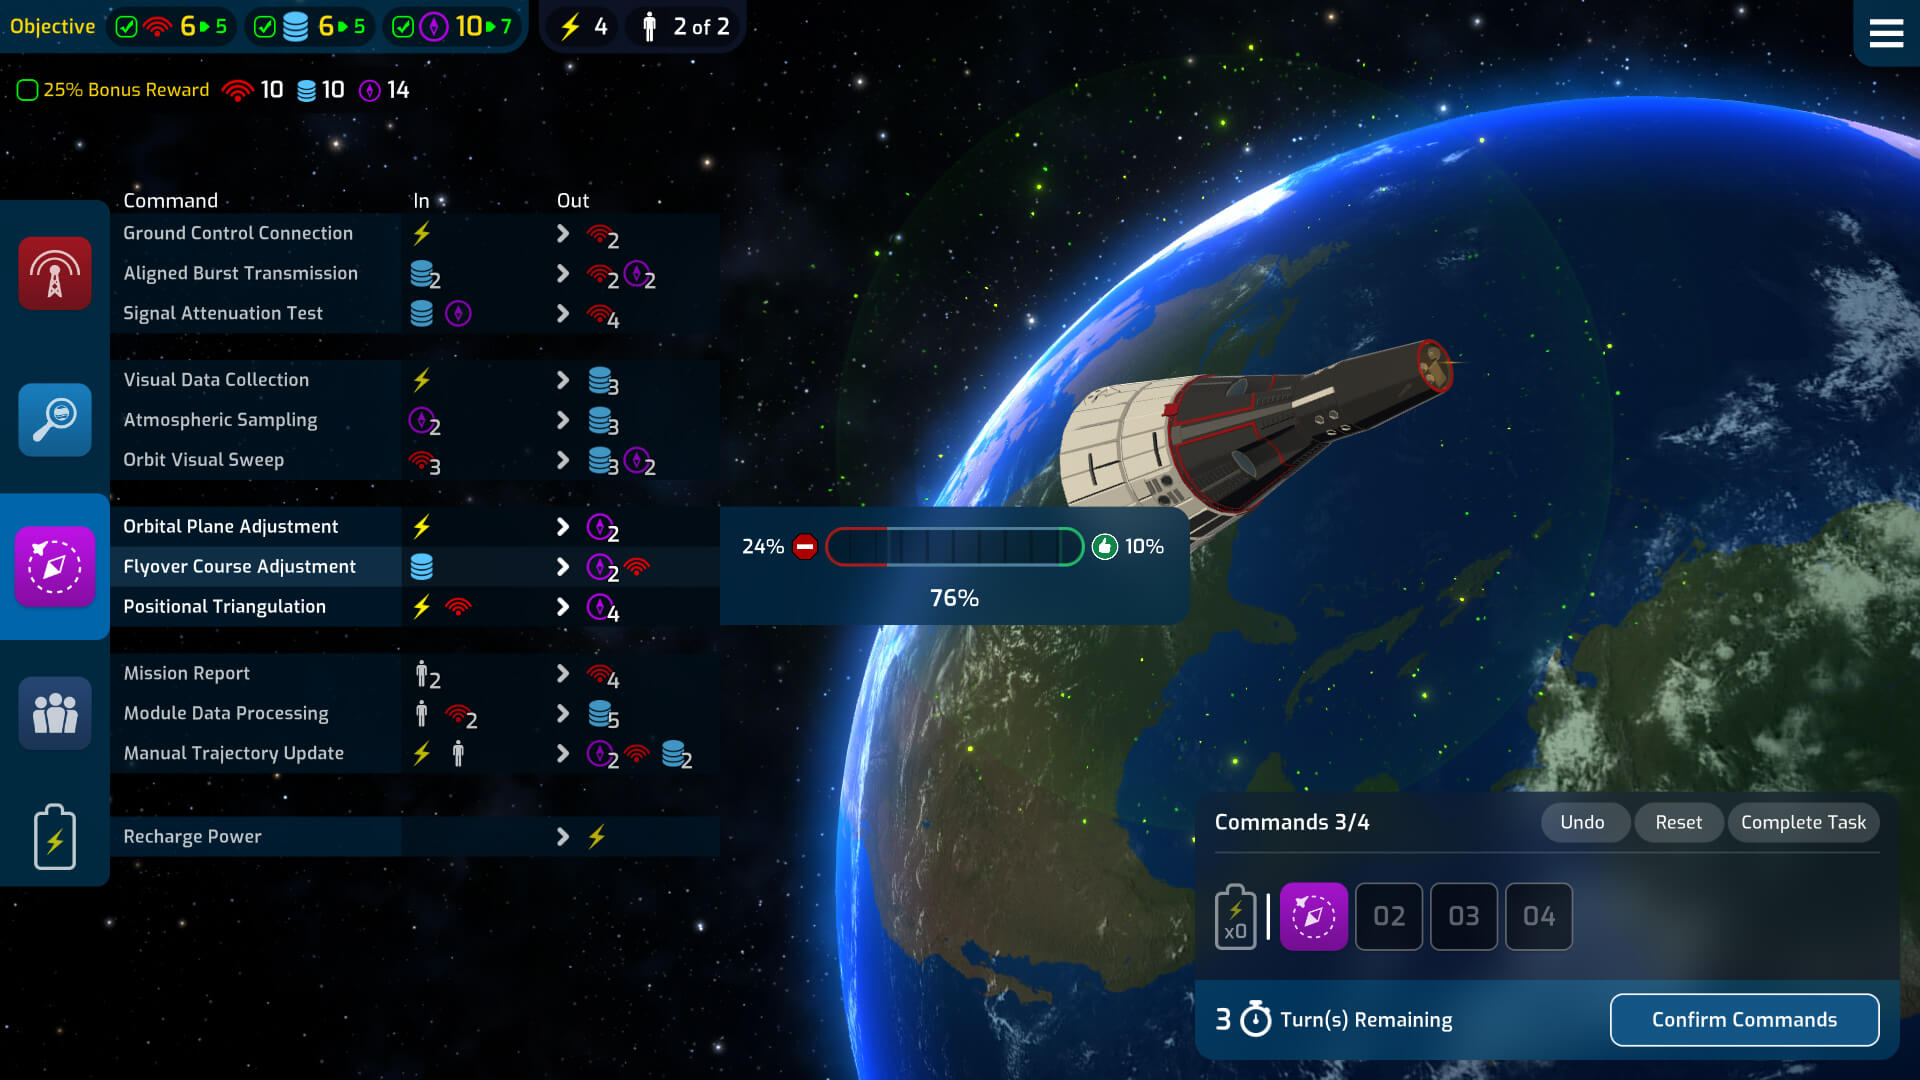 Objective 6 5 6 5 10 7 4 2 of 2
25% Bonus Reward 10 10 14
Command In Out
Ground Control Connection 2
Aligned Burst Transmission 2 2 2
Signal Attenuation Test 4
Visual Data Collection 3
Atmospheric Sampling 2 3
Orbit Visual Sweep 3 3 2
Orbital Plane Adjustment 2
Flyover Course Adjustment 2
Positional Triangulation 4
24% 10%
76%
Mission Report 2 4
Module Data Processing 2 5
Manual Trajectory Update 2 2
Recharge Power
Commands 3/4 Undo Reset Complete Task
x0 02 03 04
3 Turn(s) Remaining Confirm Commands